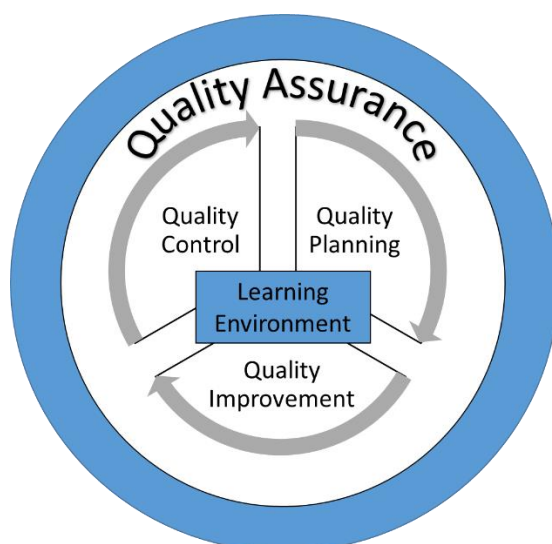 Quality Assurance
Quality
Control
Quality
Planning
Learning
Environment
Quality
Improvement